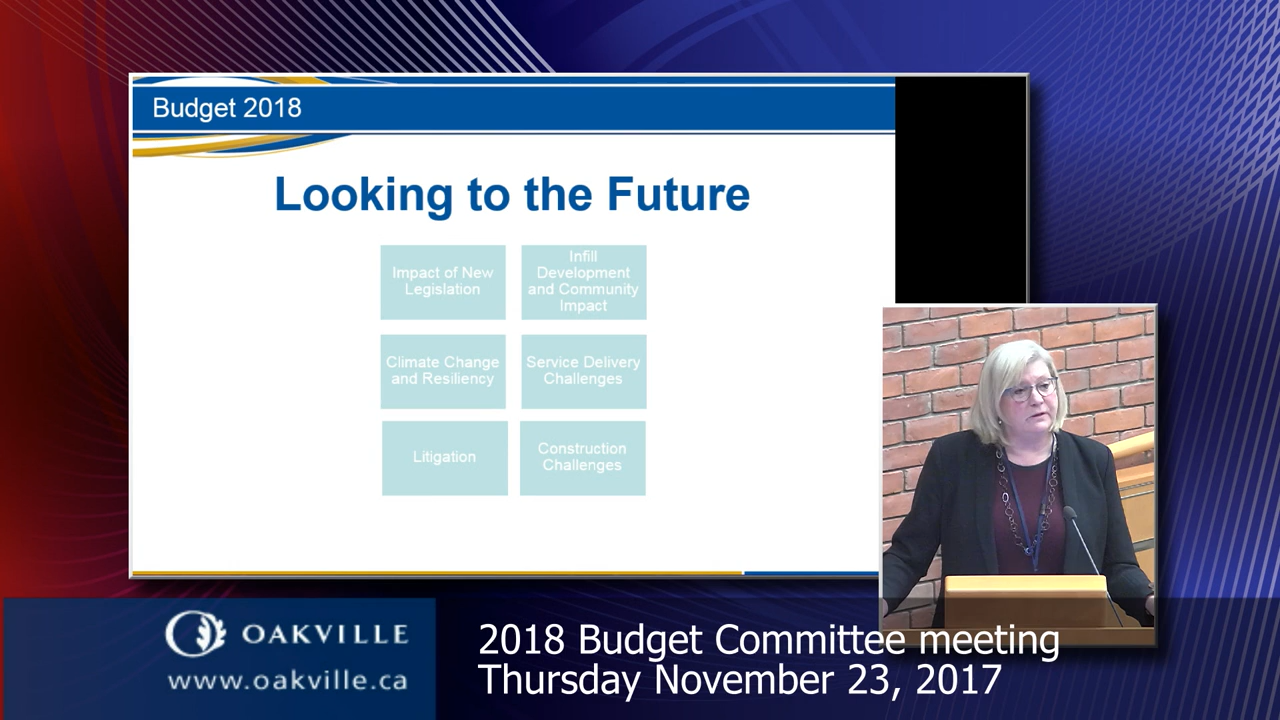 Budget 2018
Looking to the Future
Impact of New
Legislation
Infill
Development
and Community
Impact
Climate Change
and Resiliency
Service Delivery
Challenges
Litigation
Construction
Challenges
OAKVILLE
www.oakville.ca
2018 Budget Committee meeting
Thursday November 23, 2017